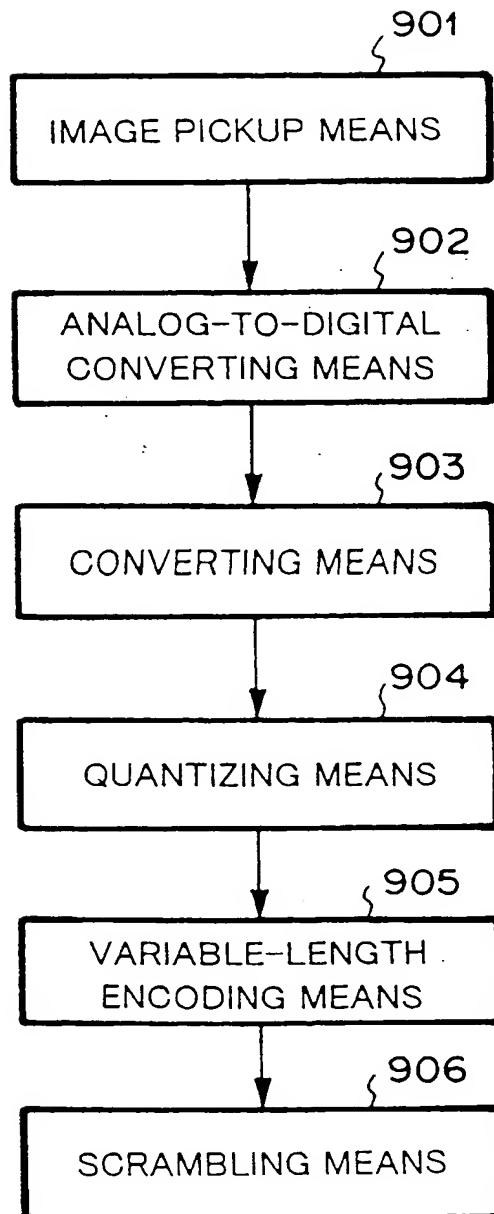 901
IMAGE PICKUP MEANS
902
ANALOG-TO-DIGITAL
CONVERTING MEANS
903
CONVERTING MEANS
904
QUANTIZING MEANS
905
VARIABLE-LENGTH
ENCODING MEANS
906
SCRAMBLING MEANS